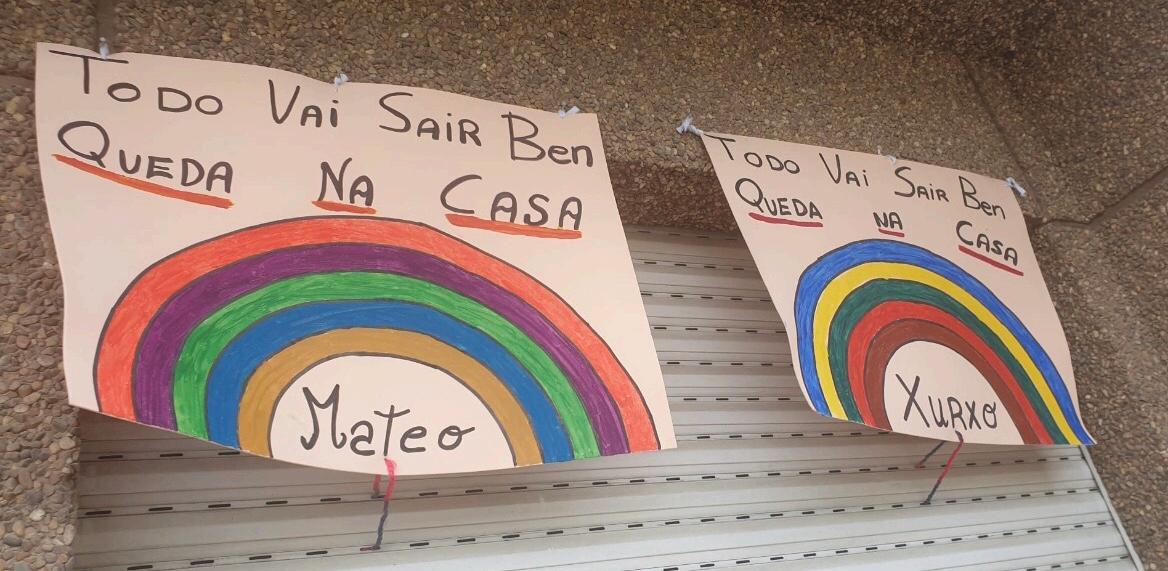 Todo Vai Sair Ben
Queda Na Casa
Mateo
Todo Vai Sair Ben
Queda na Casa
Xurxo